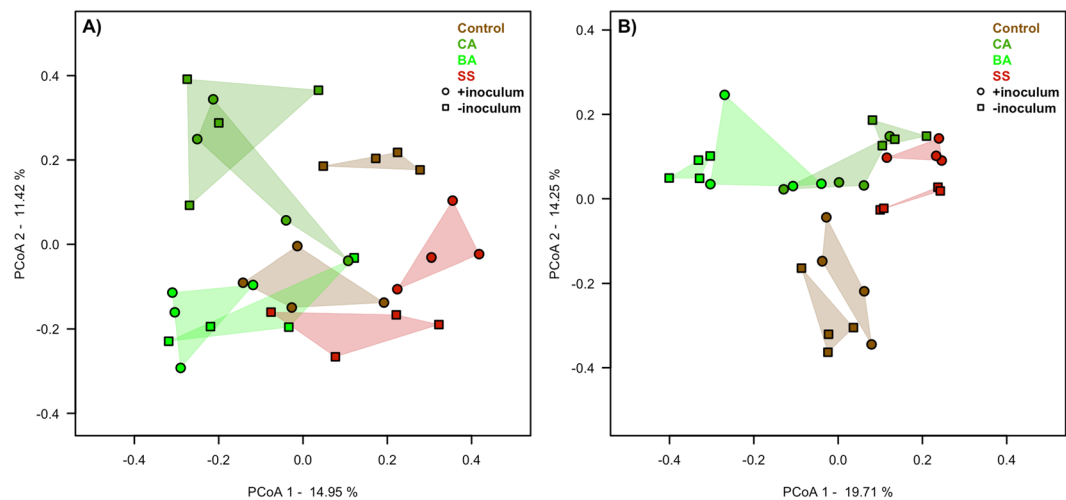 A)
Control
CA
BA
SS
+inoculum
-inoculum
0.4
0.2
0.0
-0.2
-0.4
PCoA 2 - 11.42 %
-0.4
-0.2
0.0
0.2
0.4
PCoA 1 - 14.95 %
B)
Control
CA
BA
SS
+inoculum
-inoculum
0.4
0.2
0.0
-0.2
-0.4
PCoA 2 - 14.25 %
-0.4
-0.2
0.0
0.2
0.4
PCoA 1 - 19.71 %